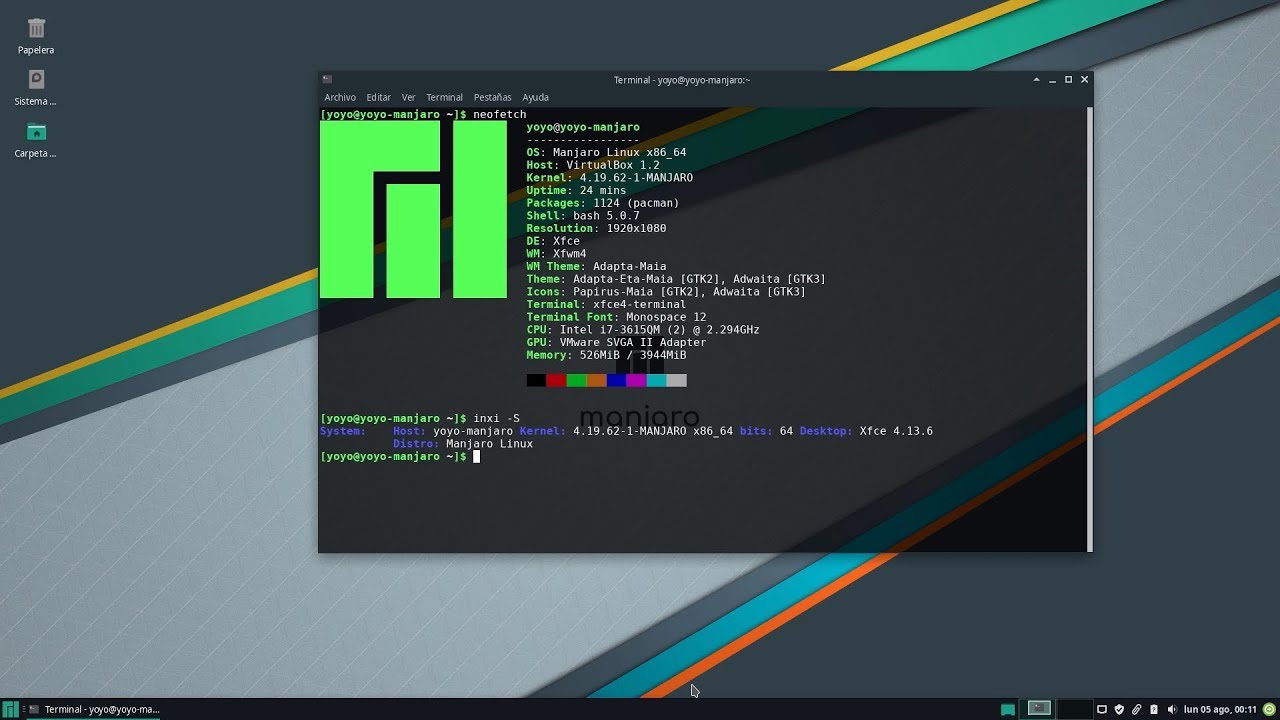 Papelera
Sistema ...
Carpeta ...
Terminal - yoyo@yoyo-manjaro:~
Archivo Editar Ver Terminal Pestañas Ayuda
[yoyo@yoyo-manjaro ~]$ neofetch
yoyo@yoyo-manjaro
-----------------
OS: Manjaro Linux x86_64
Host: VirtualBox 1.2
Kernel: 4.19.62-1-MANJARO
Uptime: 24 mins
Packages: 1124 (pacman)
Shell: bash 5.0.7
Resolution: 1920x1080
DE: Xfce
WM: Xfwm4
WM Theme: Adapta-Maia
Theme: Adapta-Eta-Maia [GTK2], Adwaita [GTK3]
Icons: Papirus-Maia [GTK2], Adwaita [GTK3]
Terminal: xfce4-terminal
Terminal Font: Monospace 12
CPU: Intel i7-3615QM (2) @ 2.294GHz
GPU: VMware SVGA II Adapter
Memory: 526MiB / 3944MiB
manjaro
[yoyo@yoyo-manjaro ~]$ inxi -S
System: Host: yoyo-manjaro Kernel: 4.19.62-1-MANJARO x86_64 bits: 64 Desktop: Xfce 4.13.6
Distro: Manjaro Linux
[yoyo@yoyo-manjaro ~]$
Terminal - yoyo@yoyo-ma...
lun 05 ago, 00:11